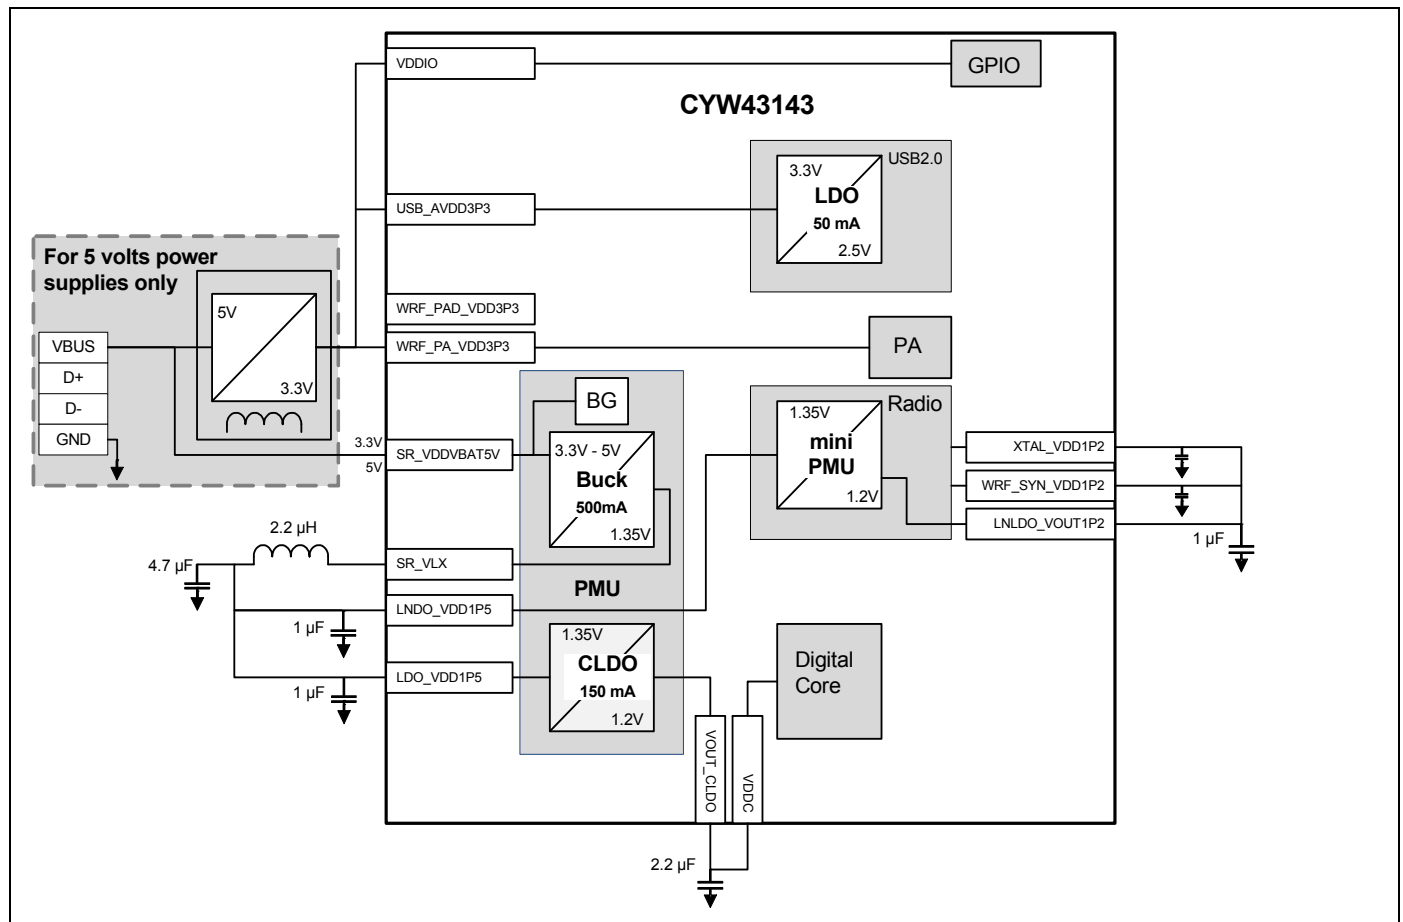 VDDIO
GPIO
CYW43143
USB2.0
3.3V
LDO
50 mA
2.5V
USB_AVDD3P3
For 5 volts power
supplies only
5V
3.3V
VBUS
D+
D-
GND
WRF_PAD_VDD3P3
WRF_PA_VDD3P3
PA
BG
3.3V
5V
SR_VDDVBAT5V
3.3V - 5V
Buck
500mA
1.35V
Radio
1.35V
mini
PMU
1.2V
XTAL_VDD1P2
WRF_SYN_VDD1P2
LNLDO_VOUT1P2
1 µF
2.2 µH
4.7 µF
SR_VLX
PMU
LNDO_VDD1P5
1 µF
1.35V
CLDO
150 mA
1.2V
LDO_VDD1P5
1 µF
Digital
Core
VOUT_CLDO
VDDC
2.2 µF